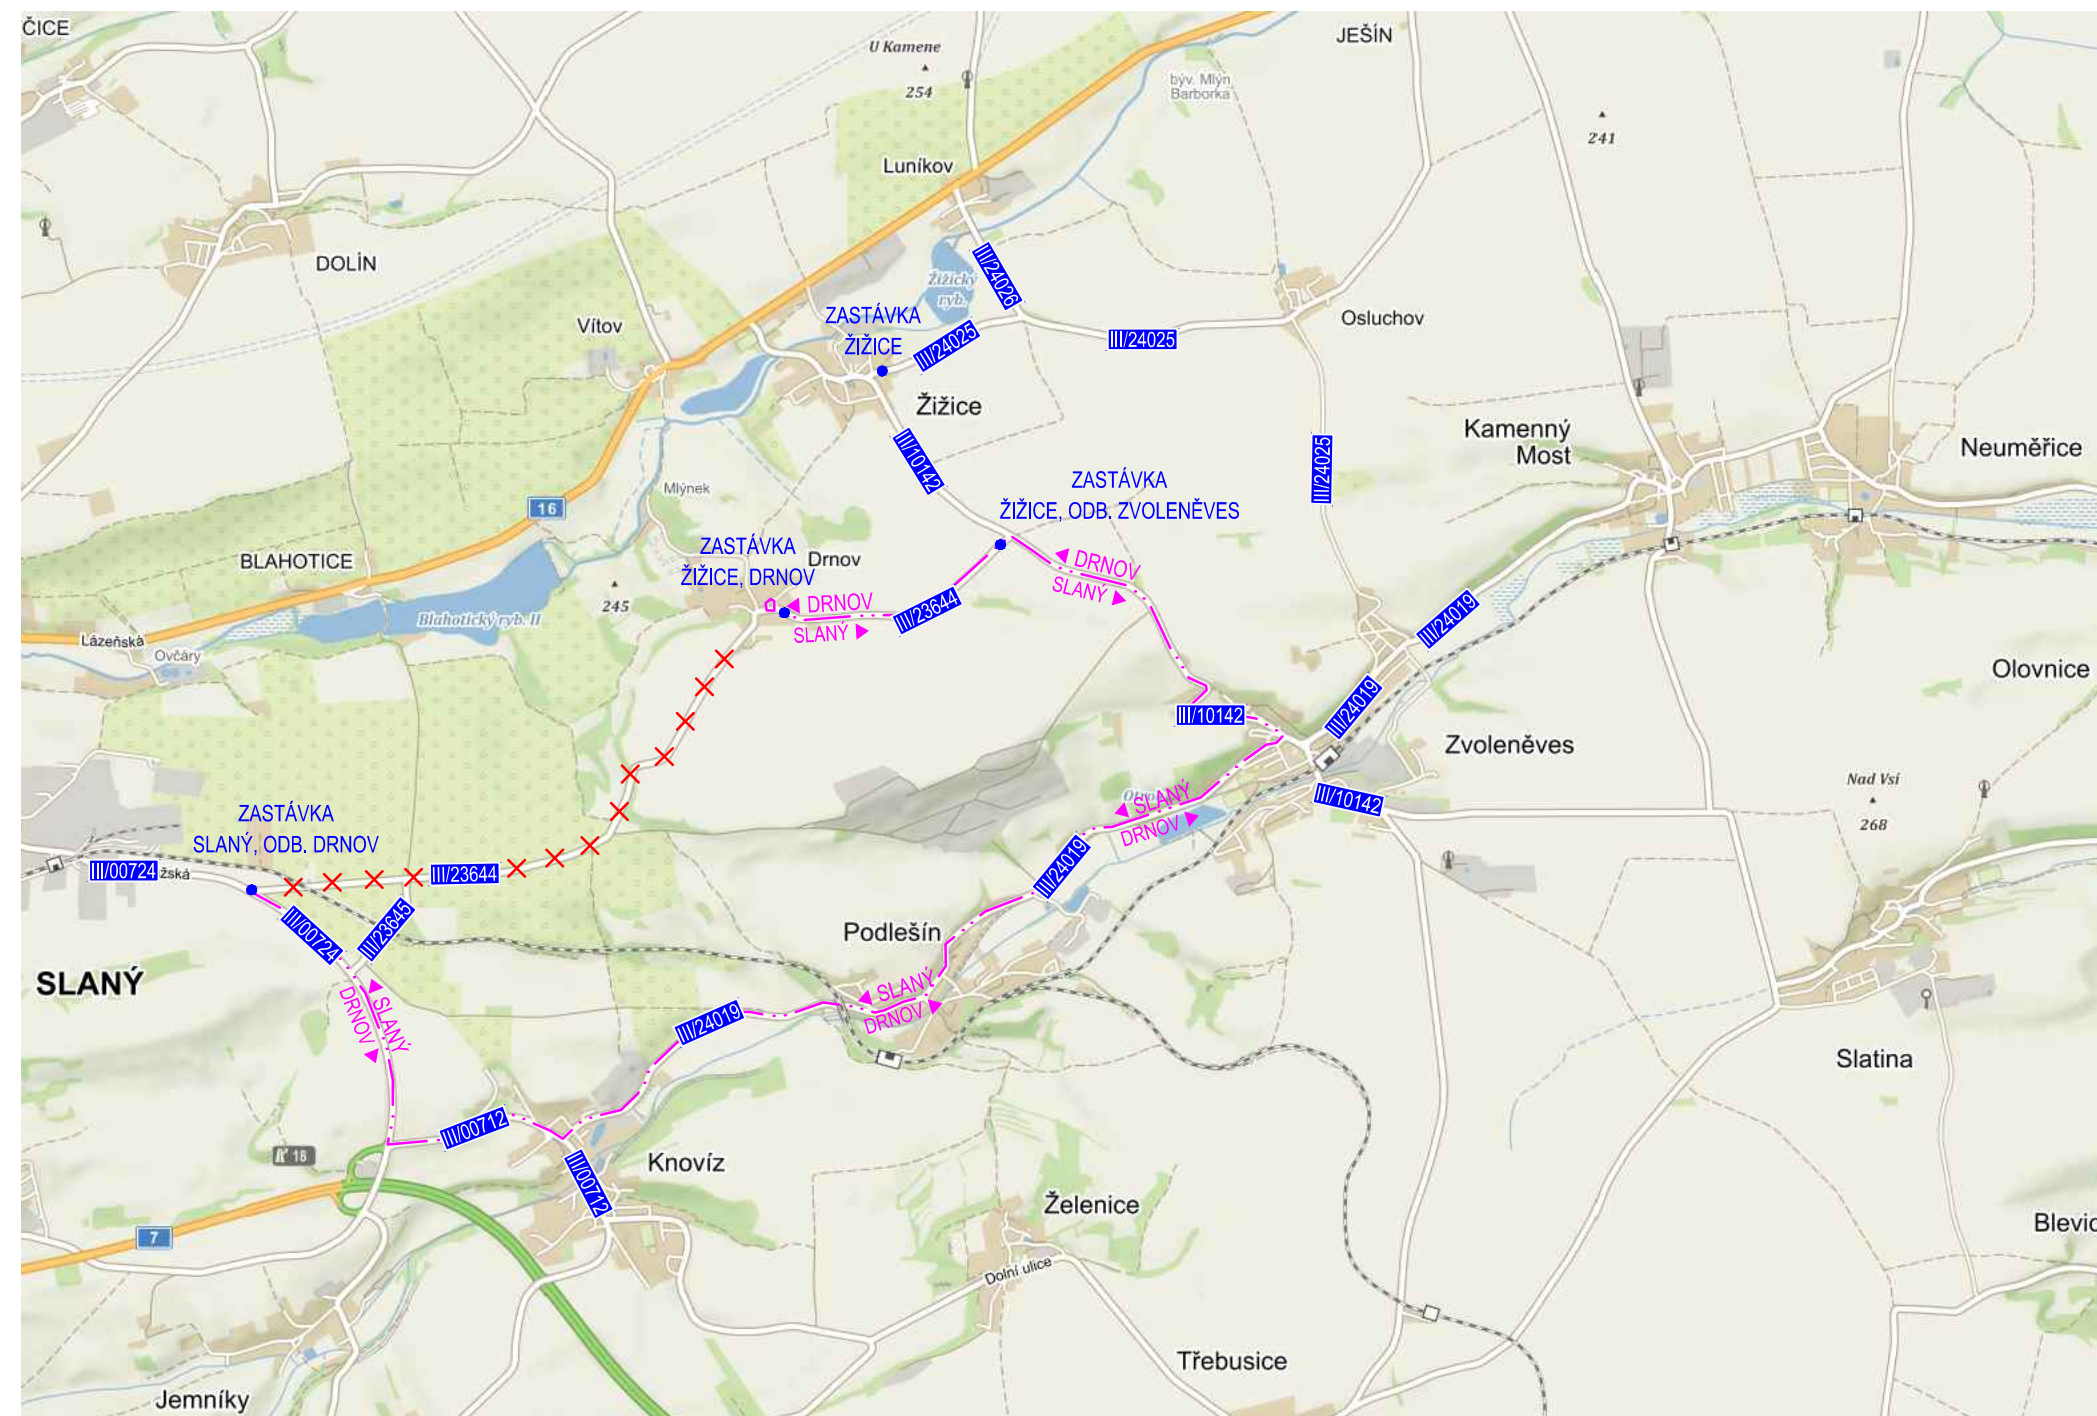 ČICE
U Kamene
254
JEŠÍN
býv. Mlýn
Barborka
241
Luníkov
DOLÍN
III/24026
Žižický
ryb.
ZASTÁVKA
ŽIŽICE
Vítov
III/24025
III/24025
Osluchov
Žižice
III/10142
III/24025
Kamenný
Most
Neuměřice
ZASTÁVKA
ŽIŽICE, ODB. ZVOLENĚVES
Mlýnek
16
BLAHOTICE
ZASTÁVKA
ŽIŽICE, DRNOV
Drnov
DRNOV
SLANÝ
245
Blahotický ryb. II
DRNOV
SLANÝ
III/23644
III/24019
Lázeňská
Ovčáry
Olovnice
III/10142
III/24019
Zvoleněves
Nad Vsí
268
SLANÝ
DRNOV
III/10142
ZASTÁVKA
SLANÝ, ODB. DRNOV
III/00724
žská
III/23644
III/24019
III/00724
III/23645
Podlešín
SLANÝ
SLANÝ
DRNOV
SLANÝ
DRNOV
III/24019
Slatina
III/00712
18
Knovíz
III/00712
Želenice
7
Blevic
Dolní ulice
Třebusice
Jemníky